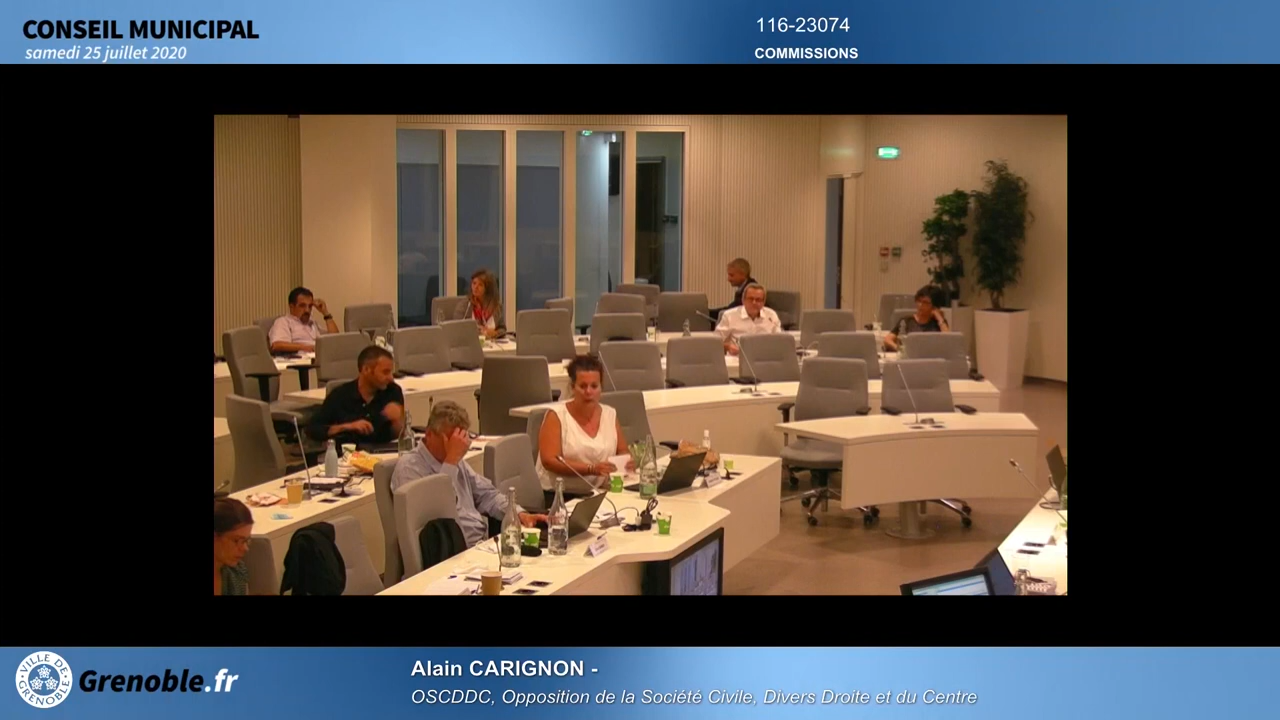 CONSEIL MUNICIPAL
samedi 25 juillet 2020
116-23074
COMMISSIONS
VILLE DE GRENOBLE
Grenoble.fr
Alain CARIGNON -
OSCDDC, Opposition de la Société Civile, Divers Droite et du Centre